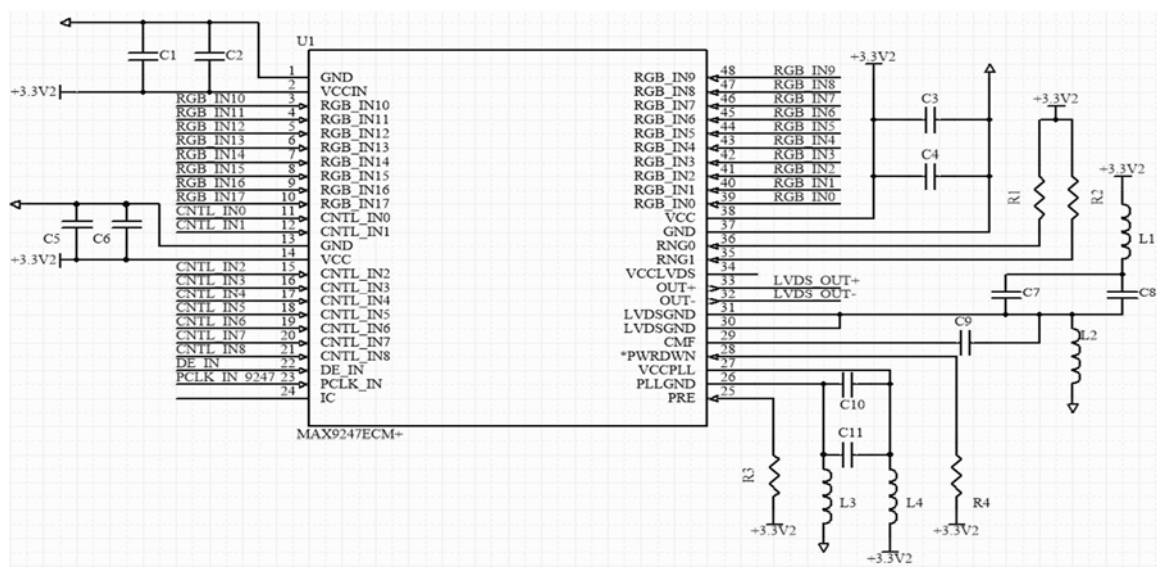 C1
C2
U1
+3.3V2
1 GND
2 VCCIN
RGB_IN10 3 RGB_IN10
RGB_IN11 4 RGB_IN11
RGB_IN12 5 RGB_IN12
RGB_IN13 6 RGB_IN13
RGB_IN14 7 RGB_IN14
RGB_IN15 8 RGB_IN15
RGB_IN16 9 RGB_IN16
RGB_IN17 10 RGB_IN17
CNTL_IN0 11 CNTL_IN0
CNTL_IN1 12 CNTL_IN1
C5
C6
13 GND
+3.3V2
14 VCC
CNTL_IN2 15 CNTL_IN2
CNTL_IN3 16 CNTL_IN3
CNTL_IN4 17 CNTL_IN4
CNTL_IN5 18 CNTL_IN5
CNTL_IN6 19 CNTL_IN6
CNTL_IN7 20 CNTL_IN7
CNTL_IN8 21 CNTL_IN8
DE_IN 22 DE_IN
PCLK_IN_9247 23 PCLK_IN
24 IC
MAX9247ECM+
RGB_IN9 48 RGB_IN9
RGB_IN8 47 RGB_IN8
RGB_IN7 46 RGB_IN7
RGB_IN6 45 RGB_IN6
RGB_IN5 44 RGB_IN5
RGB_IN4 43 RGB_IN4
RGB_IN3 42 RGB_IN3
RGB_IN2 41 RGB_IN2
RGB_IN1 40 RGB_IN1
RGB_IN0 39 RGB_IN0
VCC 38
GND 37
RNG0 36
RNG1 35
VCCLVDS 34
OUT+ 33 LVDS_OUT+
OUT- 32 LVDS_OUT-
LVDSGND 31
LVDSGND 30
CMF 29
*PWRDWN 28
VCCPLL 27
PLLGND 26
PRE 25
+3.3V2
C3
C4
+3.3V2
R1
R2
+3.3V2
L1
C7
C8
C9
L2
C10
C11
R3
L3
L4
R4
+3.3V2
+3.3V2
+3.3V2